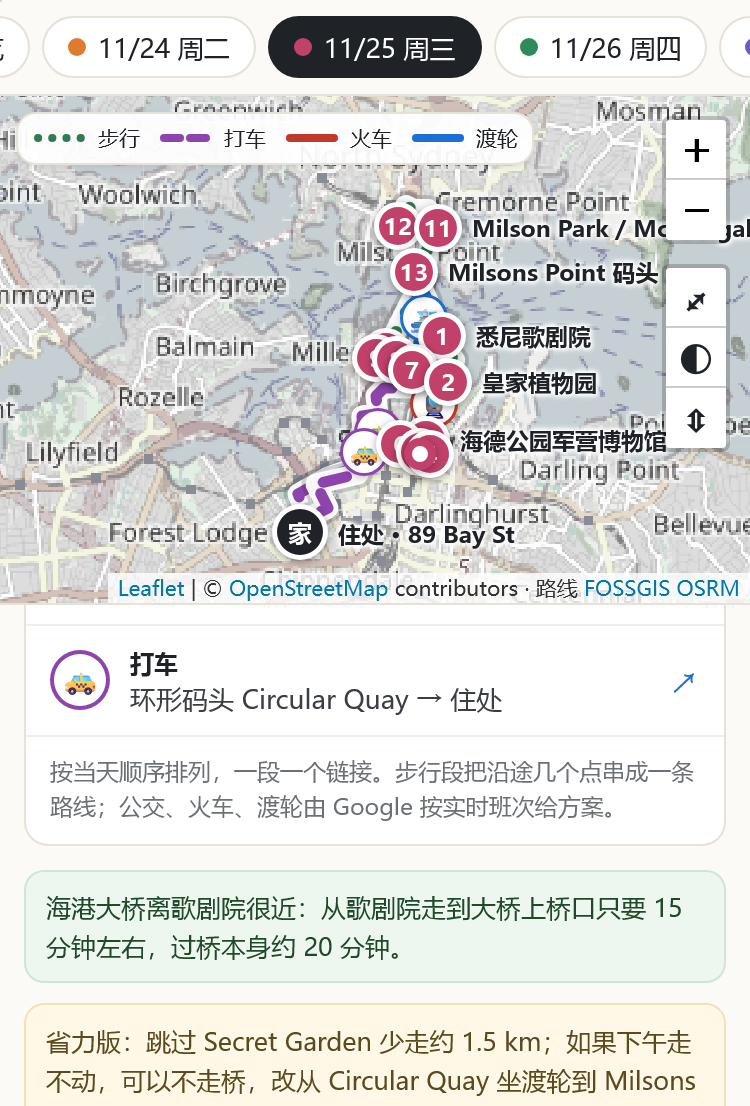 11/24 周二
11/25 周三
11/26 周四
步行
打车
火车
渡轮
Greenwich
Mosman
North Sydney
Woolwich
Cremorne Point
12
11
Milson Park / Mc
Milsons Point
13
Milsons Point 码头
Birchgrove
1
悉尼歌剧院
Balmain
Mille
7
2
皇家植物园
Rozelle
海德公园军营博物馆
Lilyfield
Darling Point
Darlinghurst
Forest Lodge
家
住处 · 89 Bay St
Bellevue
Leaflet | © OpenStreetMap contributors · 路线 FOSSGIS OSRM
打车
环形码头 Circular Quay → 住处
按当天顺序排列，一段一个链接。步行段把沿途几个点串成一条
路线；公交、火车、渡轮由 Google 按实时班次给方案。
海港大桥离歌剧院很近：从歌剧院走到大桥上桥口只要 15
分钟左右，过桥本身约 20 分钟。
省力版：跳过 Secret Garden 少走约 1.5 km；如果下午走
不动，可以不走桥，改从 Circular Quay 坐渡轮到 Milsons